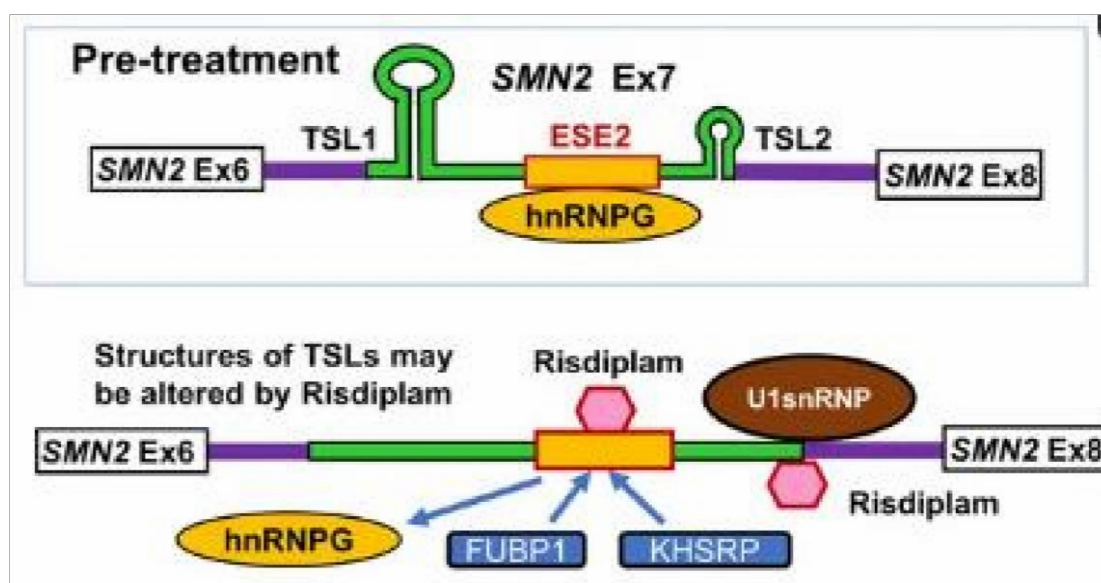 Pre-treatment
SMN2 Ex7
TSL1
ESE2
TSL2
SMN2 Ex6
SMN2 Ex8
hnRNPG
Structures of TSLs may
be altered by Risdiplam
Risdiplam
U1snRNP
SMN2 Ex6
SMN2 Ex8
Risdiplam
hnRNPG
FUBP1
KHSRP